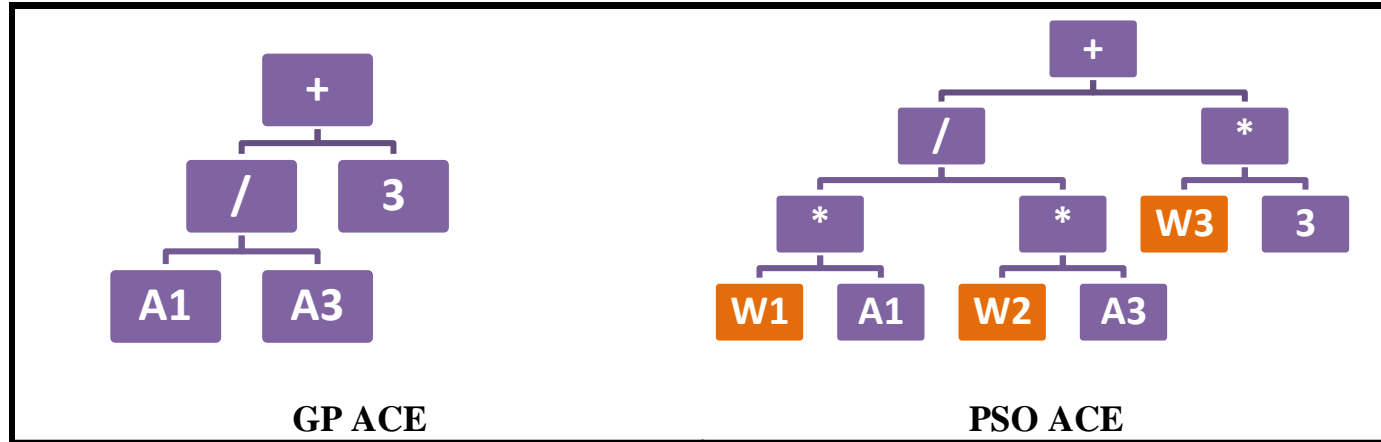 +
/ 3
A1 A3
GP ACE
+
/ *
* * W3 3
W1 A1 W2 A3
PSO ACE